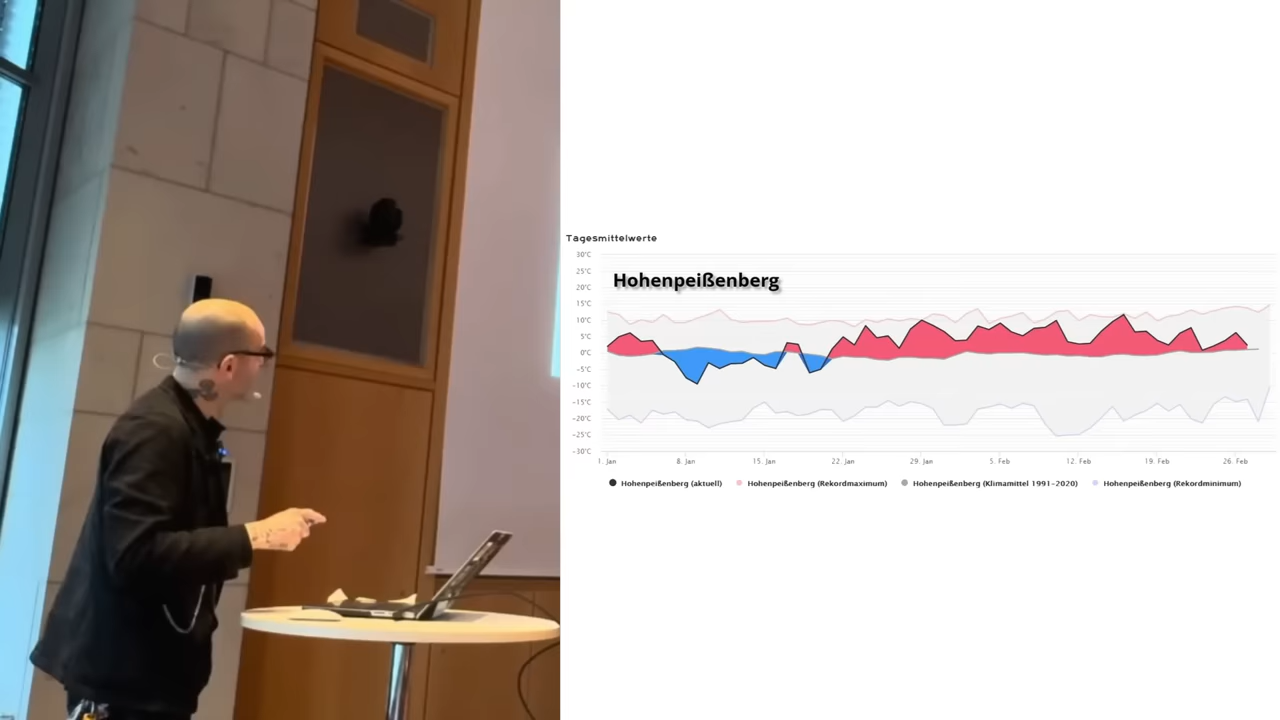 Tagesmittelwerte
Hohenpeißenberg
30°C
25°C
20°C
15°C
10°C
5°C
0°C
-5°C
-10°C
-15°C
-20°C
-25°C
-30°C
1. Jan 8. Jan 15. Jan 22. Jan 29. Jan 5. Feb 12. Feb 19. Feb 26. Feb
Hohenpeißenberg (aktuell) Hohenpeißenberg (Rekordmaximum) Hohenpeißenberg (Klimamittel 1991-2020) Hohenpeißenberg (Rekordminimum)